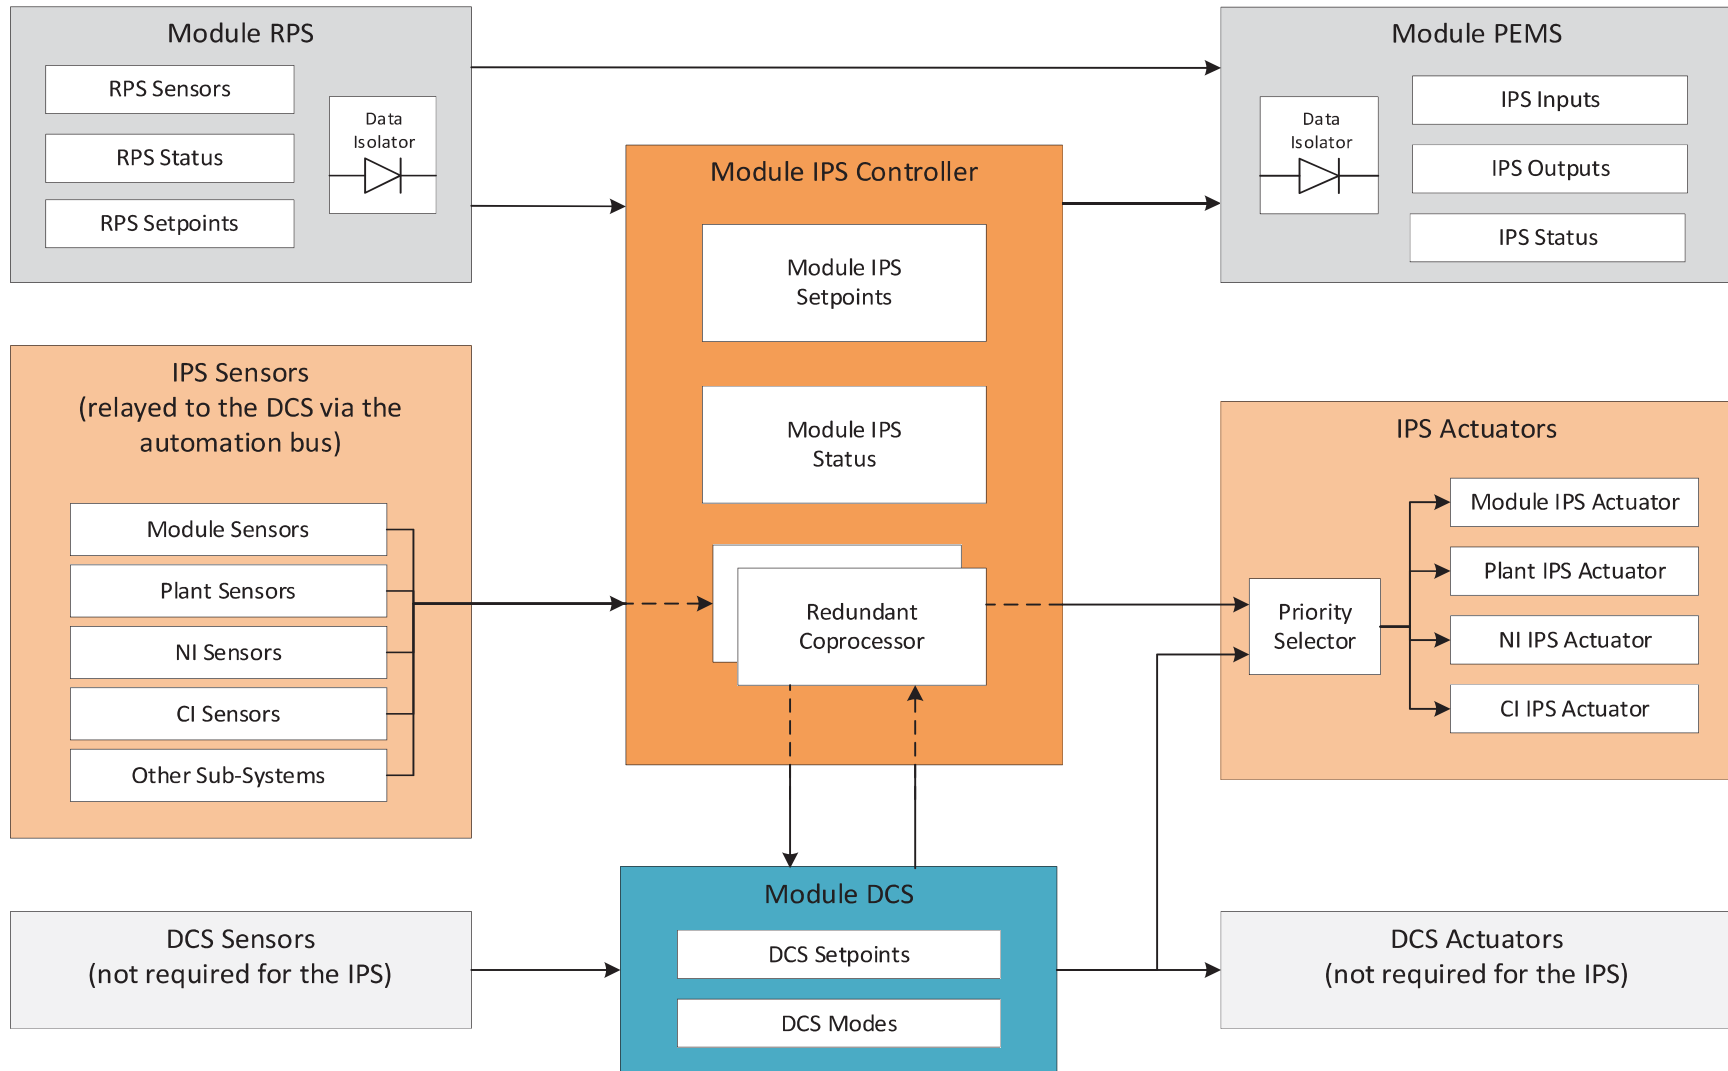 Module RPS
RPS Sensors
RPS Status
RPS Setpoints
Data
Isolator
Module PEMS
Data
Isolator
IPS Inputs
IPS Outputs
IPS Status
Module IPS Controller
Module IPS
Setpoints
Module IPS
Status
Redundant
Coprocessor
IPS Sensors
(relayed to the DCS via the
automation bus)
Module Sensors
Plant Sensors
NI Sensors
CI Sensors
Other Sub-Systems
IPS Actuators
Priority
Selector
Module IPS Actuator
Plant IPS Actuator
NI IPS Actuator
CI IPS Actuator
DCS Sensors
(not required for the IPS)
Module DCS
DCS Setpoints
DCS Modes
DCS Actuators
(not required for the IPS)